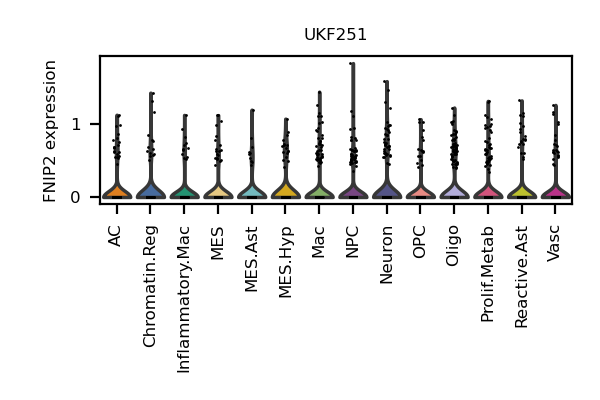 UKF251
FNIP2 expression
1
0
AC
Chromatin.Reg
Inflammatory.Mac
MES
MES.Ast
MES.Hyp
Mac
NPC
Neuron
OPC
Oligo
Prolif.Metab
Reactive.Ast
Vasc